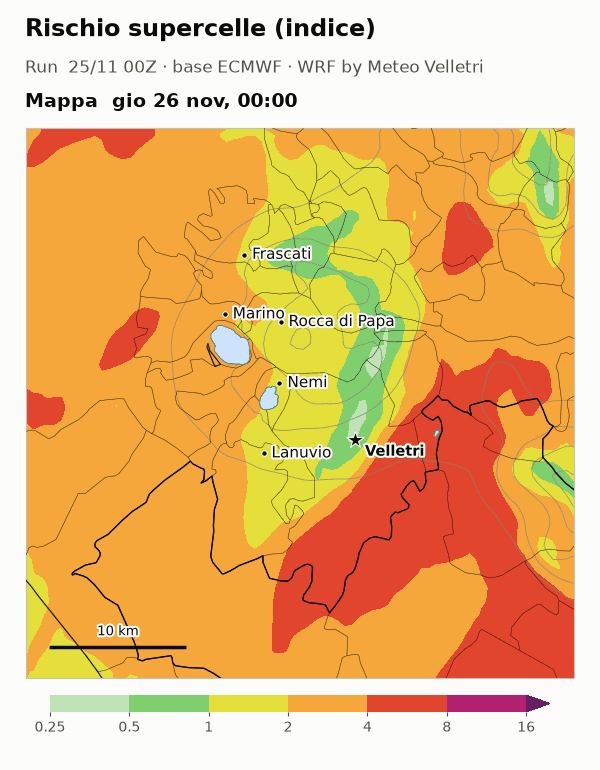 Rischio supercelle (indice)
Run  25/11 00Z · base ECMWF · WRF by Meteo Velletri
Mappa  gio 26 nov, 00:00
Frascati
Marino
Rocca di Papa
Nemi
Velletri
Lanuvio
10 km
0.25 0.5 1 2 4 8 16